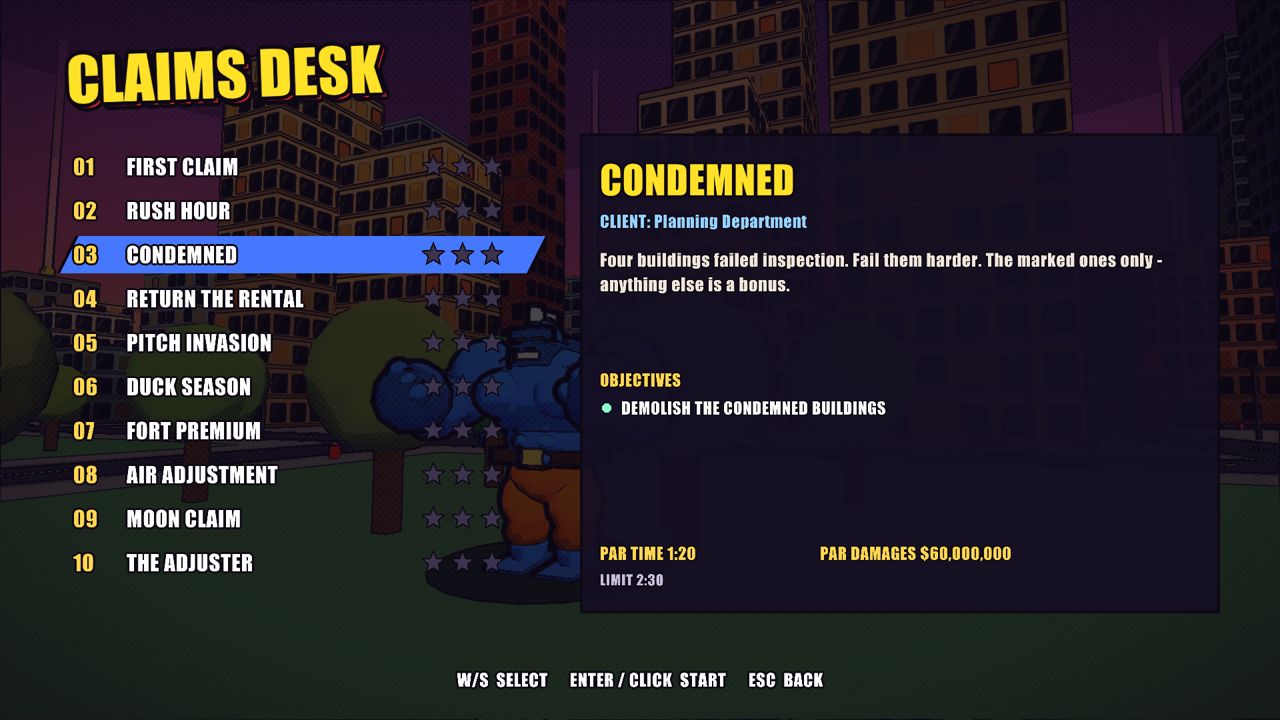 CLAIMS DESK
01 FIRST CLAIM
02 RUSH HOUR
03 CONDEMNED
04 RETURN THE RENTAL
05 PITCH INVASION
06 DUCK SEASON
07 FORT PREMIUM
08 AIR ADJUSTMENT
09 MOON CLAIM
10 THE ADJUSTER
CONDEMNED
CLIENT: Planning Department
Four buildings failed inspection. Fail them harder. The marked ones only -
anything else is a bonus.
OBJECTIVES
DEMOLISH THE CONDEMNED BUILDINGS
PAR TIME 1:20 PAR DAMAGES $60,000,000
LIMIT 2:30
W/S SELECT ENTER / CLICK START ESC BACK